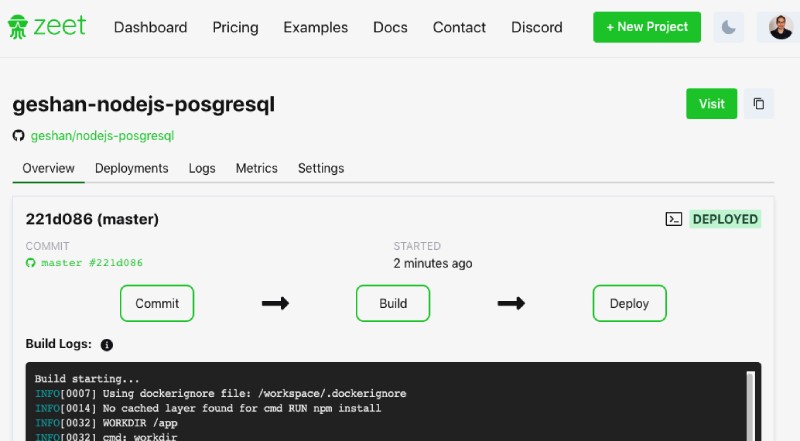 zeet Dashboard Pricing Examples Docs Contact Discord + New Project
geshan-nodejs-posgresql Visit
geshan/nodejs-posgresql
Overview Deployments Logs Metrics Settings
221d086 (master) DEPLOYED
COMMIT STARTED
master #221d086 2 minutes ago
Commit Build Deploy
Build Logs:
Build starting...
INFO[0007] Using dockerignore file: /workspace/.dockerignore
INFO[0014] No cached layer found for cmd RUN npm install
INFO[0032] WORKDIR /app
INFO[0032] cmd: workdir